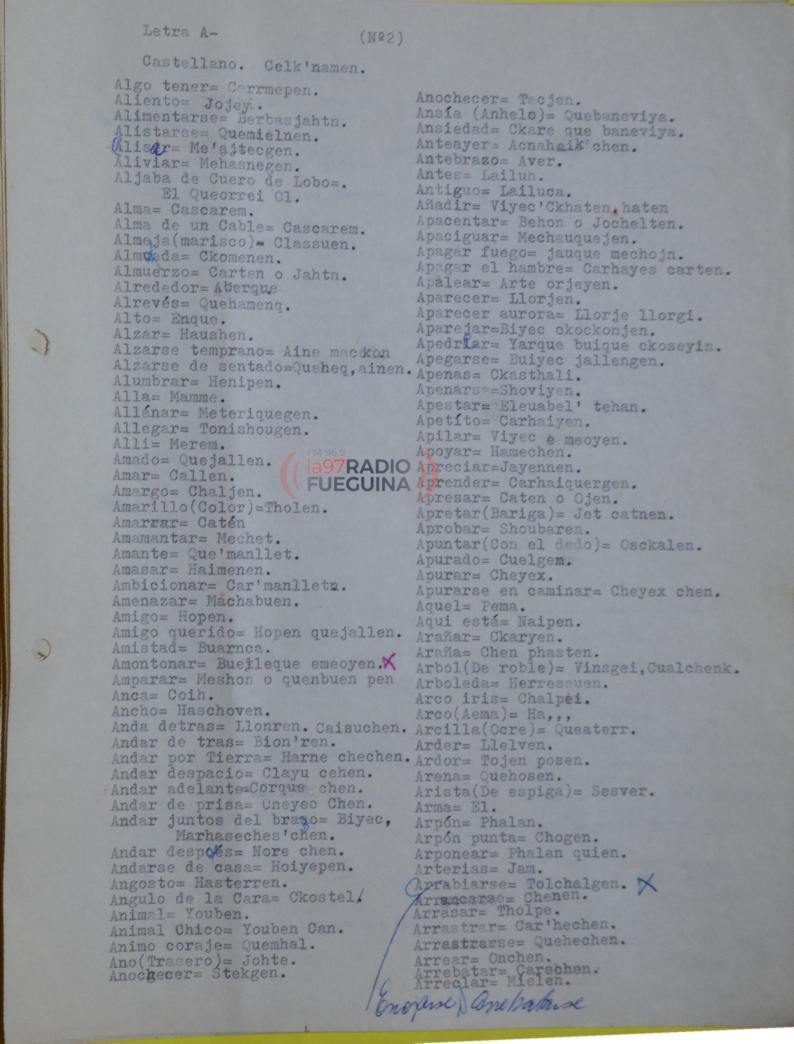 Letra A-
(Nº2)
Castellano. Celk'namen.
Algo tener= Carrmepen.
Aliento= Jojey.
Alimentarse= Berbasjahtn.
Alistarse= Quemielnen.
Alisar= Me'ajtecgen.
Aliviar= Mehasnegen.
Aljaba de Cuero de Lobo=.
El Queorrei Ol.
Alma= Cascarem.
Alma de un Cable= Cascarem.
Almeja(marisco)= Classuen.
Almoada= Ckomenen.
Almuerzo= Carten o Jahtn.
Alrededor= Aberque
Alrevés= Quehamenq.
Alto= Enque.
Alzar= Haushen.
Alzarse temprano= Aine mackon
Alzarse de sentado=Queheq,ainen.
Alumbrar= Henipen.
Alla= Mamme.
Allénar= Meteriquegen.
Allegar= Tonishougen.
Alli= Merem.
Amado= Quejallen.
Amar= Callen.
Amargo= Chaljen.
Amarillo(Color)=Tholen.
Amarrar= Catén
Amamantar= Mechet.
Amante= Que'manllet.
Amasar= Haimenen.
Ambicionar= Car'manlletn.
Amenazar= Machabuen.
Amigo= Hopen.
Amigo querido= Hopen quejallen.
Amistad= Buarnca.
Amontonar= Buejleque emeoyen.X
Amparar= Meshon o quenbuen pen
Anca= Coih.
Ancho= Haschoven.
Anda detras= Llonren. Caisuchen.
Andar de tras= Bion'ren.
Andar por Tierra= Harne chechen.
Andar despacio= Clayu cehen.
Andar adelante=Corque chen.
Andar de prisa= Cheyec Chen.
Andar juntos del brazo= Biyec,
Marhaseches'chen.
Andar despúés= Nore chen.
Andarse de casa= Hoiyepen.
Angosto= Hasterren.
Angulo de la Cara= Ckostel/
Animal= Youben.
Animal Chico= Youben Can.
Animo coraje= Quemhal.
Ano(Trasero)= Johte.
Anochecer= Stekgen.
Anochecer= Tecjen.
Ansía (Anhelo)= Quebaneviya.
Ansiedad= Ckare que baneviya.
Anteayer= Acnahaik'chen.
Antebrazo= Aver.
Antes= Lailuh.
Antiguo= Lailuca.
Añadir= Viyec'Ckhaten,haten
Apacentar= Behon o Jochelten.
Apaciguar= Mechauquejen.
Apagar fuego= jauque mechojn.
Apagar el hambre= Carhayes carten.
Apalear= Arte orjeyen.
Aparecer= Llorjen.
Aparecer aurora= Llorje llorgi.
Aparejar=Biyec ckockonjen.
Apedriar= Yarque buique ckoseyin.
Apegarse= Buiyec jallengen.
Apenas= Ckasthali.
Apenarse=Shoviyen.
Apestar= Eleuabel' tehan.
Apetíto= Carhaiyen.
Apilar= Viyec e meoyen.
Apoyar= Hamechen.
Apreciar=Jayennen.
Aprender= Carhaiquergen.
Apresar= Caten o Ojen.
Apretar(Bariga)= Jet catnen.
Aprobar= Shoubaren.
Apuntar(Con el dedo)= Osckalen.
Apurado= Cuelgem.
Apurar= Cheyex.
Apurarse en caminar= Cheyex chen.
Aquel= Pema.
Aqui está= Naipen.
Arañar= Ckaryen.
Araña= Chen phasten.
Arbol(De roble)= Vinsgei,Cualchenk.
Arboleda= Herresouen.
Arco iris= Chalpéi.
Arco(Aema)= Ha,,,
Arcilla(Ocre)= Queaterr.
Arder= Llelven.
Ardor= Tojen posen.
Arena= Quehosen.
Arista(De espiga)= Sesver.
Arma= El.
Arpón= Phalan.
Arpón punta= Chogen.
Arponear= Phalan quien.
Arterias= Jam.
Arrabiarse= Tolchalgen. X
Arrancarse= Chenen.
Arrasar= Tholpe.
Arrastrar= Car'hechen.
Arrastrarse= Quehechen.
Arrear= Onchen.
Arrebatar= Carschen.
Arreglar= Mielen.
Enojarse, Arrebatarse
FM 96.9
la97RADIO
FUEGUINA